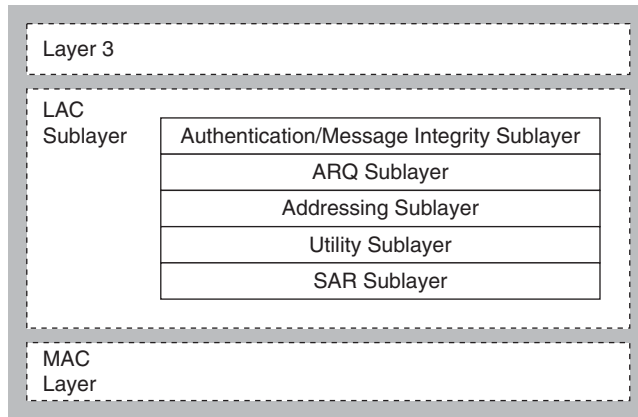 Layer 3
LAC
Sublayer
Authentication/Message Integrity Sublayer
ARQ Sublayer
Addressing Sublayer
Utility Sublayer
SAR Sublayer
MAC
Layer